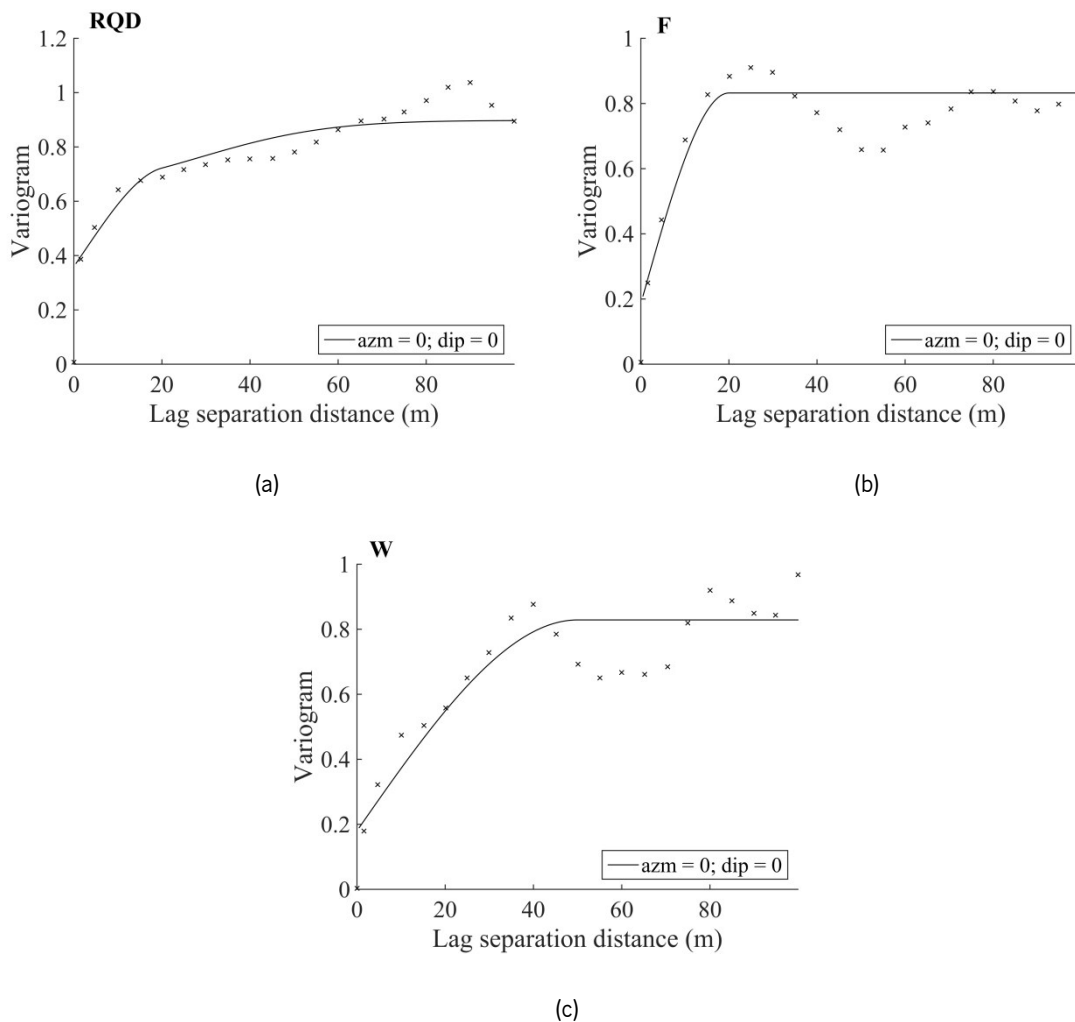 RQD
1.2
1
0.8
0.6
0.4
0.2
0
Variogram
azm = 0; dip = 0
0 20 40 60 80
Lag separation distance (m)
(a)
F
1
0.8
0.6
0.4
0.2
0
Variogram
azm = 0; dip = 0
0 20 40 60 80
Lag separation distance (m)
(b)
W
1
0.8
0.6
0.4
0.2
0
Variogram
azm = 0; dip = 0
0 20 40 60 80
Lag separation distance (m)
(c)